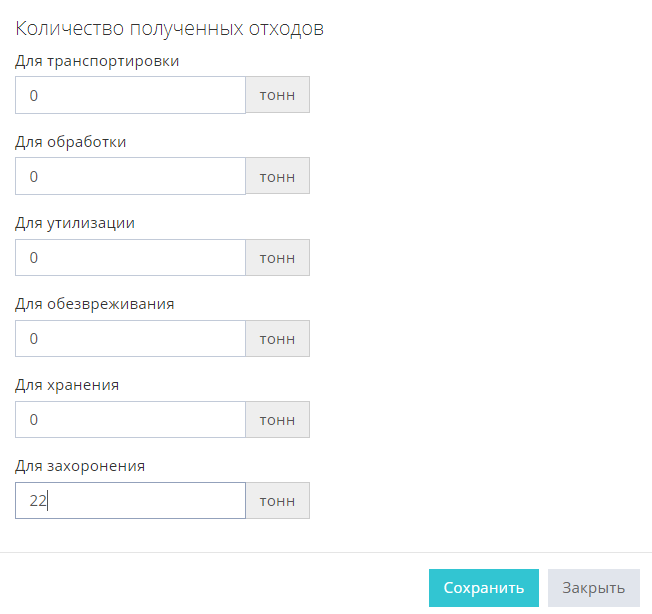 Количество полученных отходов
Для транспортировки
0 тонн
Для обработки
0 тонн
Для утилизации
0 тонн
Для обезвреживания
0 тонн
Для хранения
0 тонн
Для захоронения
22 тонн
Сохранить Закрыть